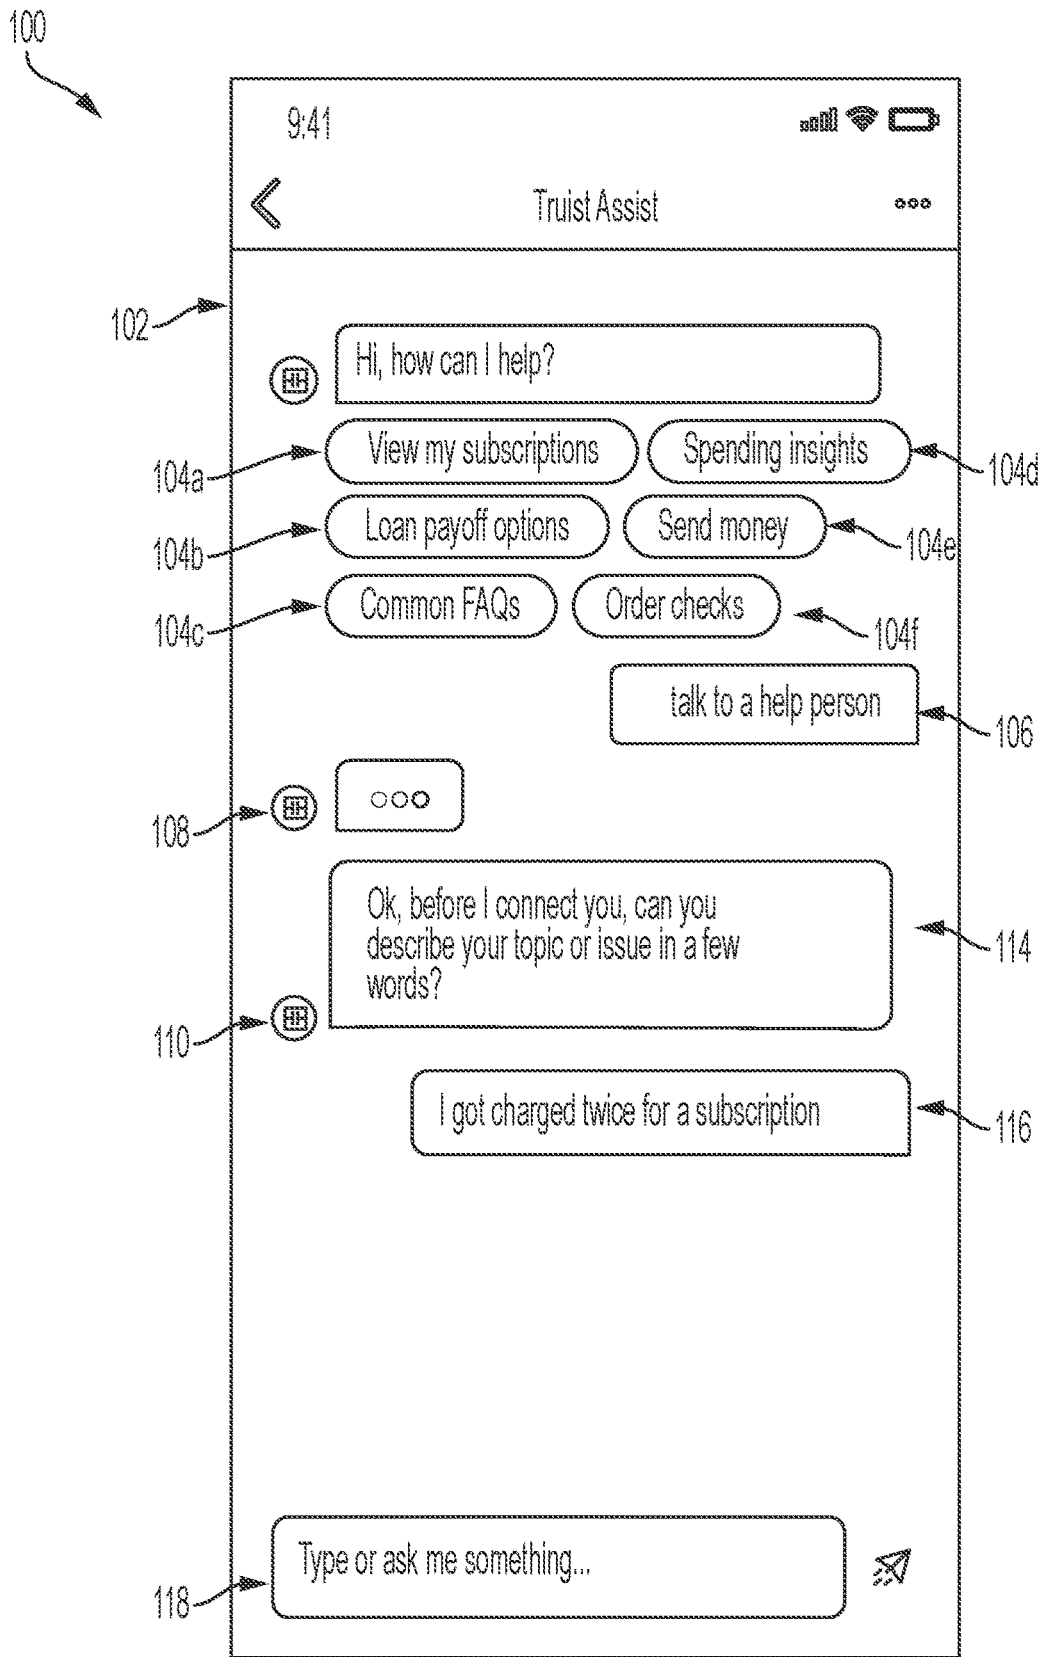 100
9:41
Truist Assist
102
Hi, how can I help?
104a
View my subscriptions
Spending insights
104d
104b
Loan payoff options
Send money
104e
104c
Common FAQs
Order checks
104f
talk to a help person
106
108
Ok, before I connect you, can you
describe your topic or issue in a few
words?
114
110
I got charged twice for a subscription
116
Type or ask me something...
118